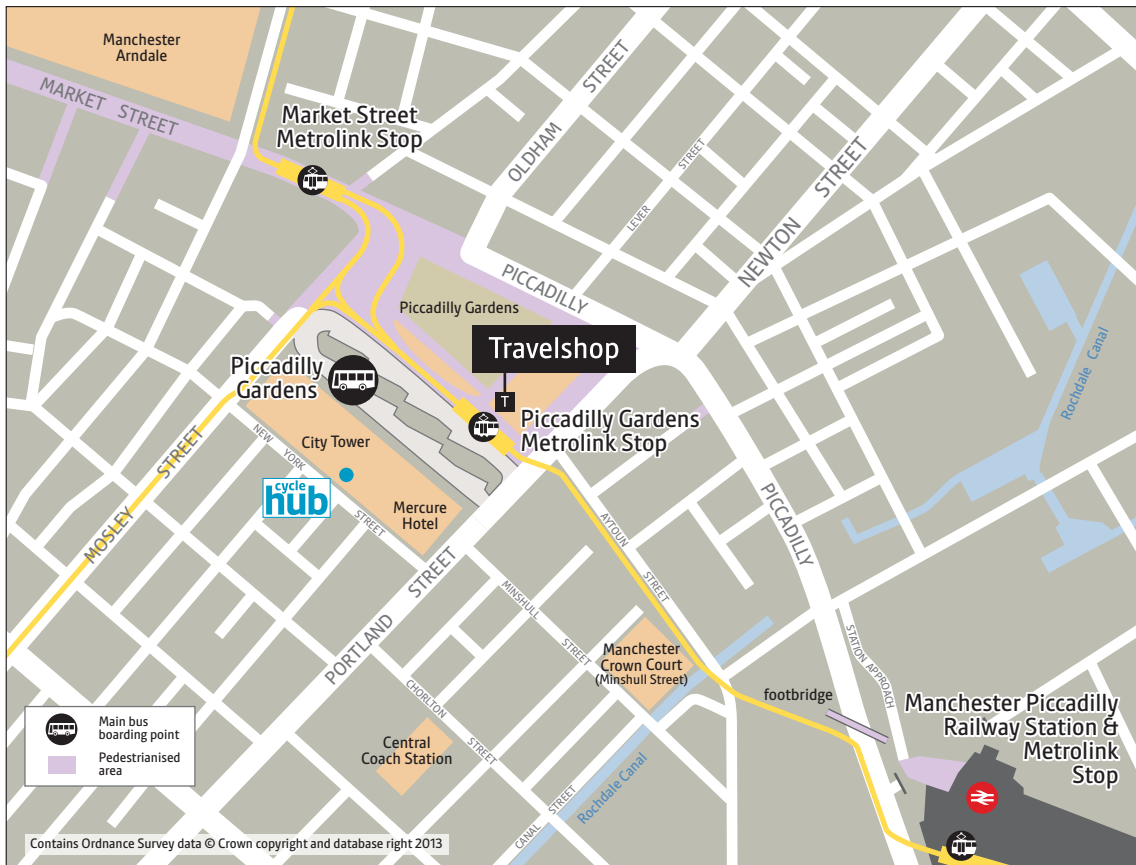 Manchester
Arndale
MARKET STREET
Market Street
Metrolink Stop
OLDHAM STREET
LEVER STREET
NEWTON STREET
PICCADILLY
Piccadilly Gardens
Travelshop
T
Piccadilly
Gardens
Piccadilly Gardens
Metrolink Stop
Rochdale Canal
City Tower
NEW YORK STREET
cycle
hub
Mercure
Hotel
MOSLEY STREET
PORTLAND STREET
AYTOUN STREET
PICCADILLY
MINSHULL STREET
Manchester
Crown Court
(Minshull Street)
STATION APPROACH
footbridge
Manchester Piccadilly
Railway Station &
Metrolink
Stop
CHORLTON STREET
Central
Coach Station
Rochdale Canal
CANAL STREET
Main bus
boarding point
Pedestrianised
area
Contains Ordnance Survey data © Crown copyright and database right 2013